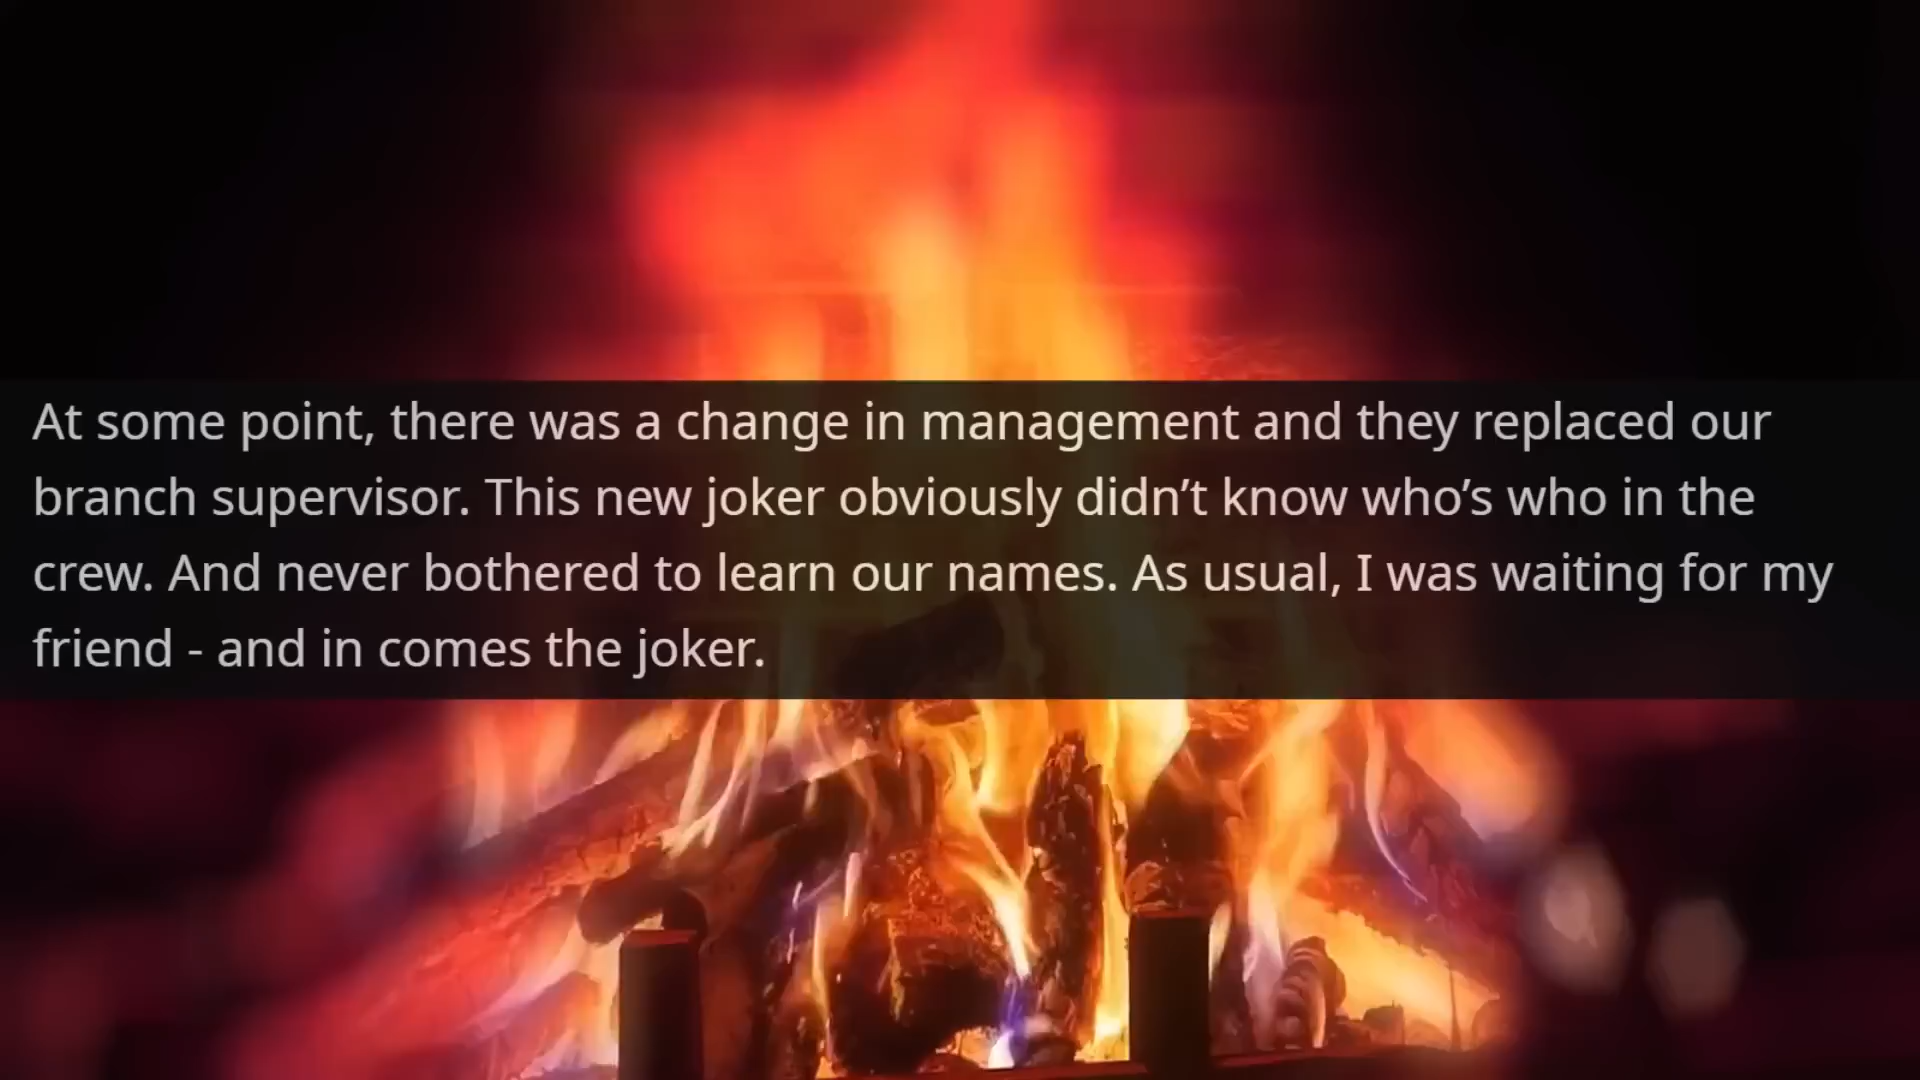 At some point, there was a change in management and they replaced our
branch supervisor. This new joker obviously didn’t know who’s who in the
crew. And never bothered to learn our names. As usual, I was waiting for my
friend - and in comes the joker.